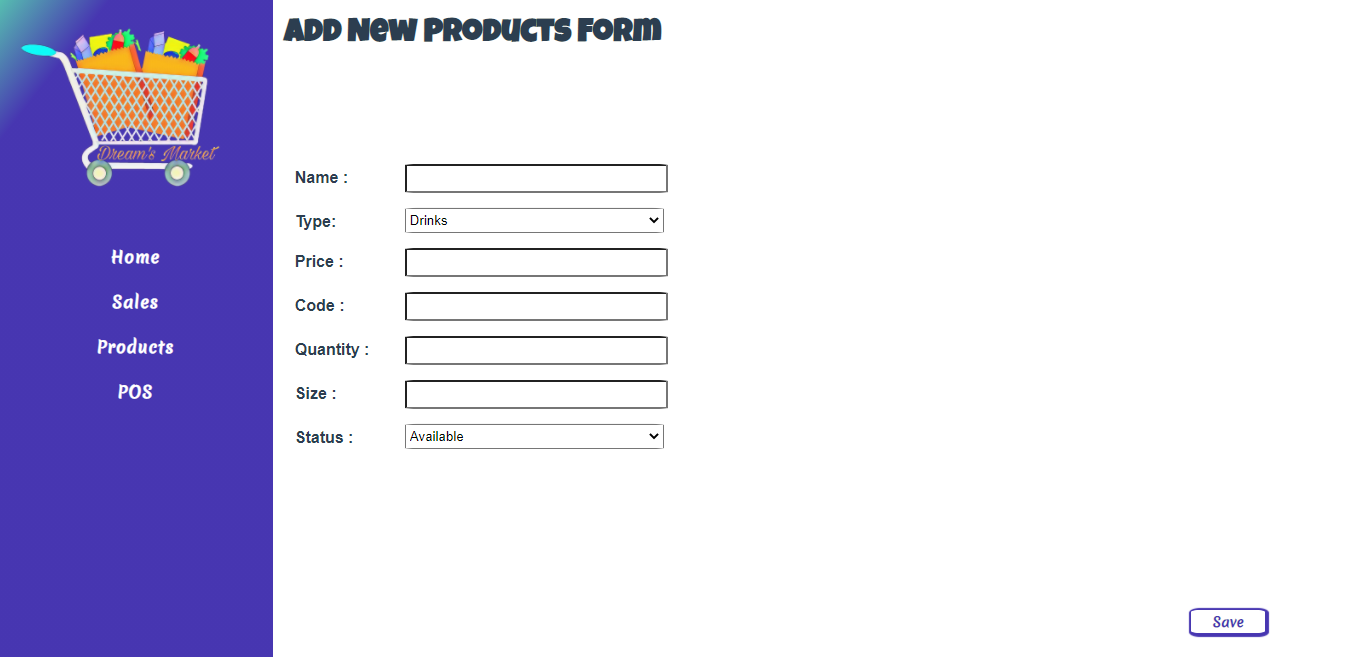 Dream's Market
Home
Sales
Products
POS
Add New Products Form
Name :
Type: Drinks
Price :
Code :
Quantity :
Size :
Status : Available
Save